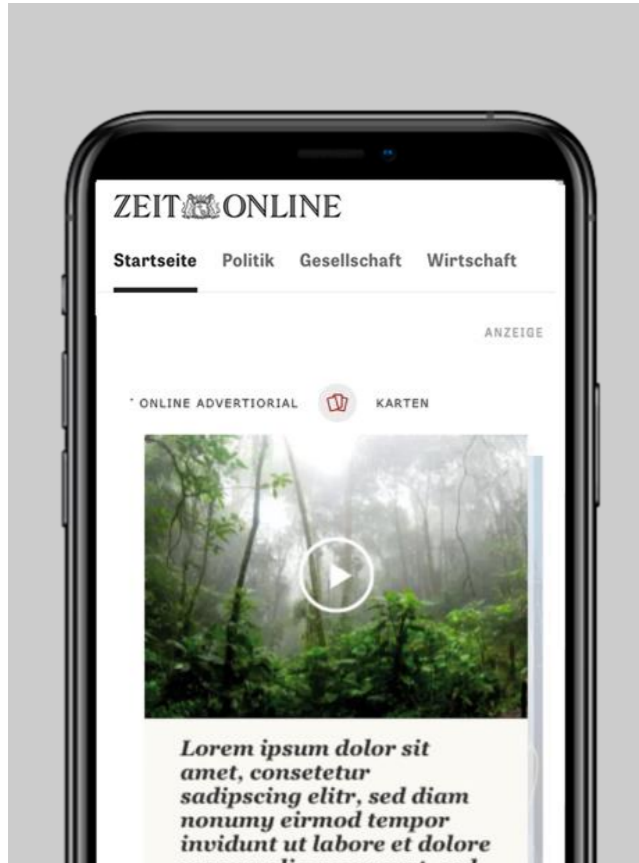 ZEIT ONLINE
Startseite Politik Gesellschaft Wirtschaft
ANZEIGE
ONLINE ADVERTIORIAL KARTEN
Lorem ipsum dolor sit
amet, consetetur
sadipscing elitr, sed diam
nonumy eirmod tempor
invidunt ut labore et dolore